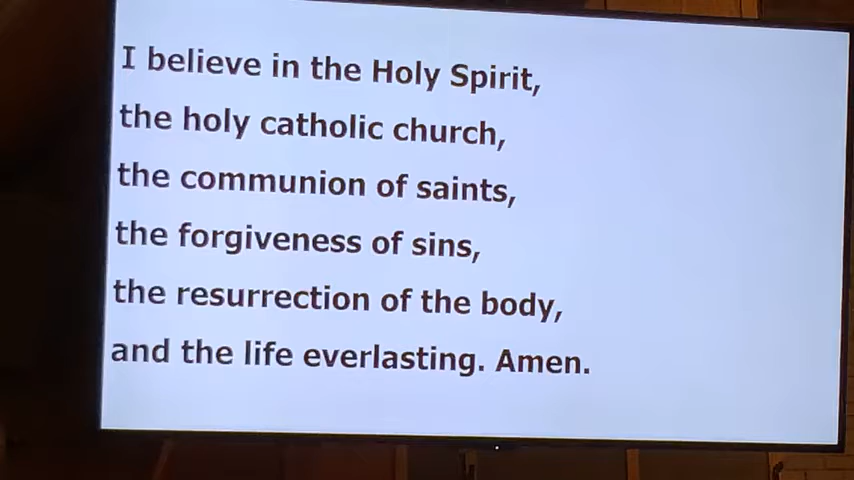 I believe in the Holy Spirit,
the holy catholic church,
the communion of saints,
the forgiveness of sins,
the resurrection of the body,
and the life everlasting. Amen.